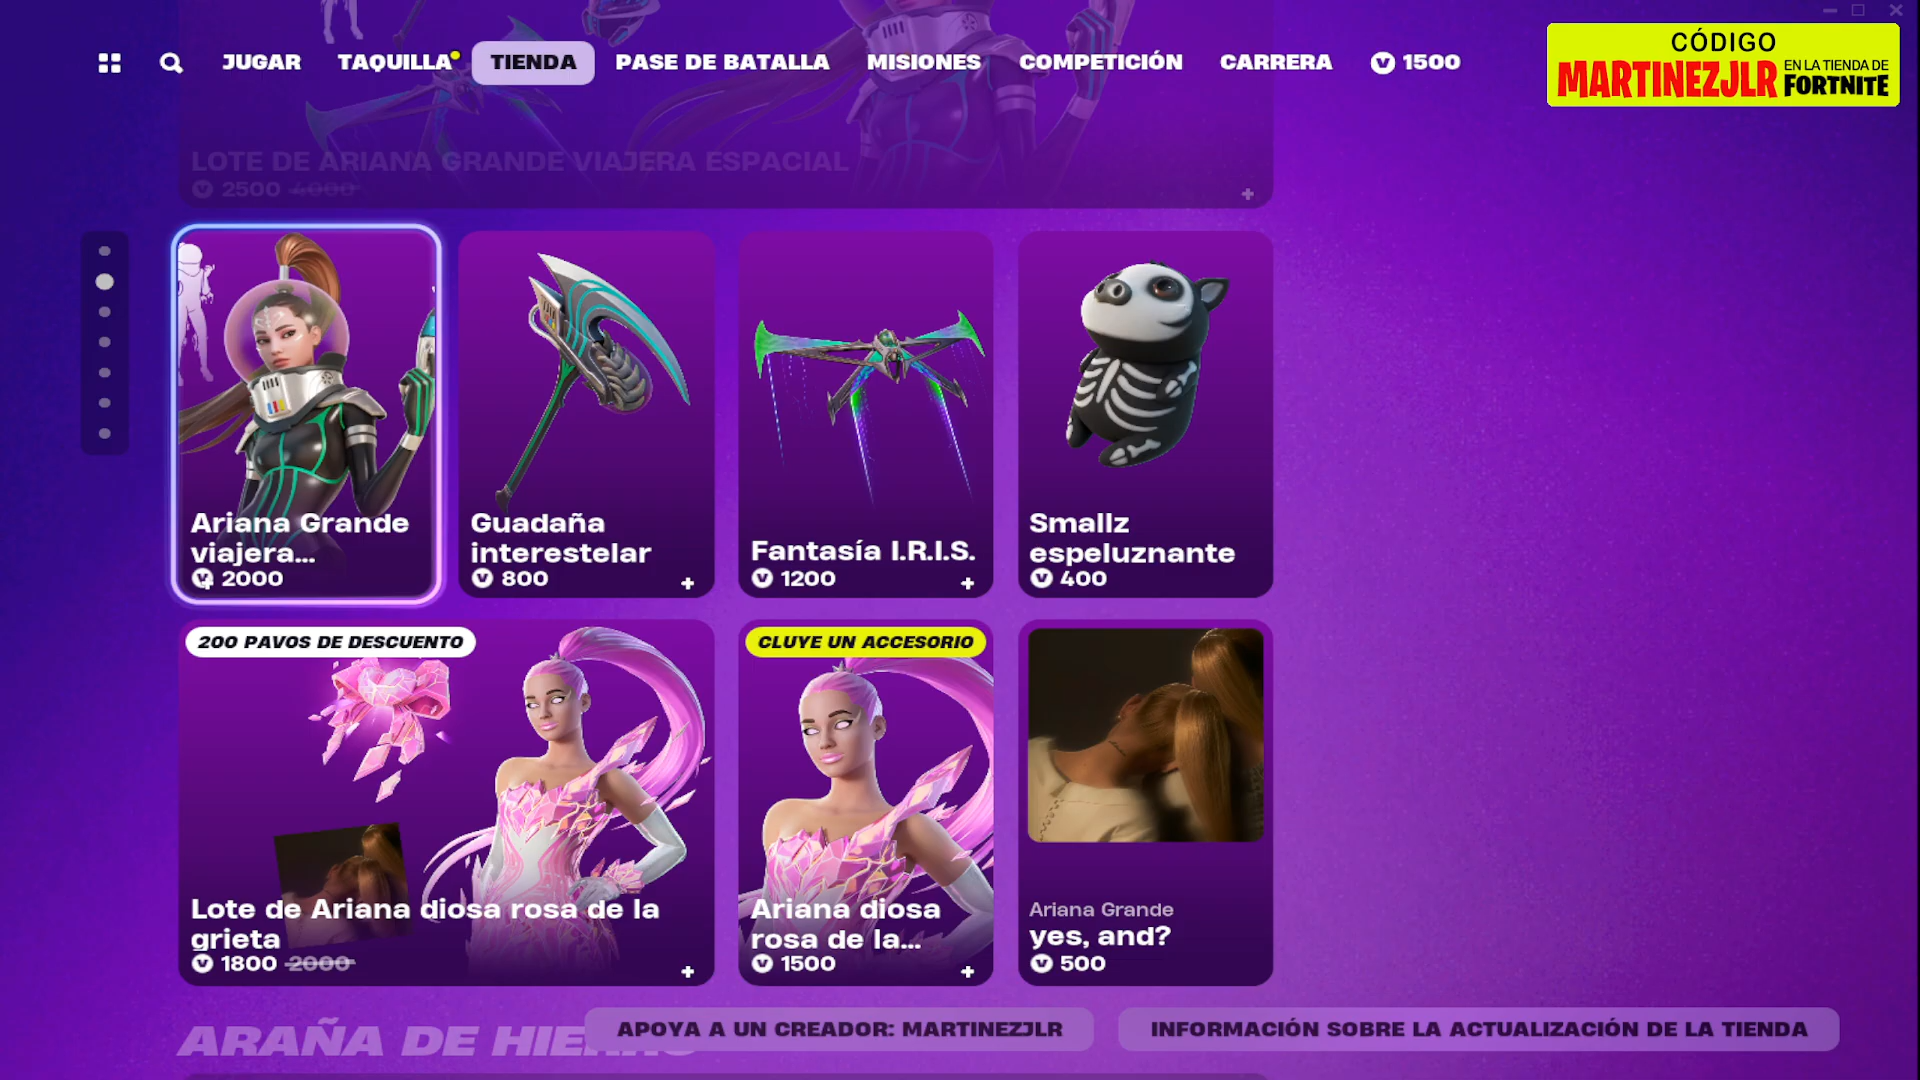 JUGAR
TAQUILLA
TIENDA
PASE DE BATALLA
MISIONES
COMPETICIÓN
CARRERA
1500
CÓDIGO
MARTINEZJLR EN LA TIENDA DE FORTNITE
LOTE DE ARIANA GRANDE VIAJERA ESPACIAL
2500 4000
Ariana Grande
viajera...
2000
Guadaña
interestelar
800
Fantasía I.R.I.S.
1200
Smallz
espeluznante
400
200 PAVOS DE DESCUENTO
Lote de Ariana diosa rosa de la
grieta
1800 2000
CLUYE UN ACCESORIO
Ariana diosa
rosa de la...
1500
Ariana Grande
yes, and?
500
ARAÑA DE HIERRO
APOYA A UN CREADOR: MARTINEZJLR
INFORMACIÓN SOBRE LA ACTUALIZACIÓN DE LA TIENDA